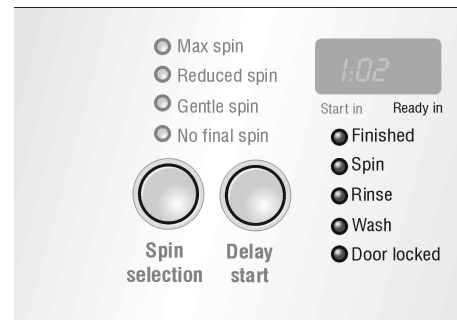 Max spin
Reduced spin
Gentle spin
No final spin
1:02
Start in Ready in
Finished
Spin
Rinse
Wash
Door locked
Spin
selection
Delay
start